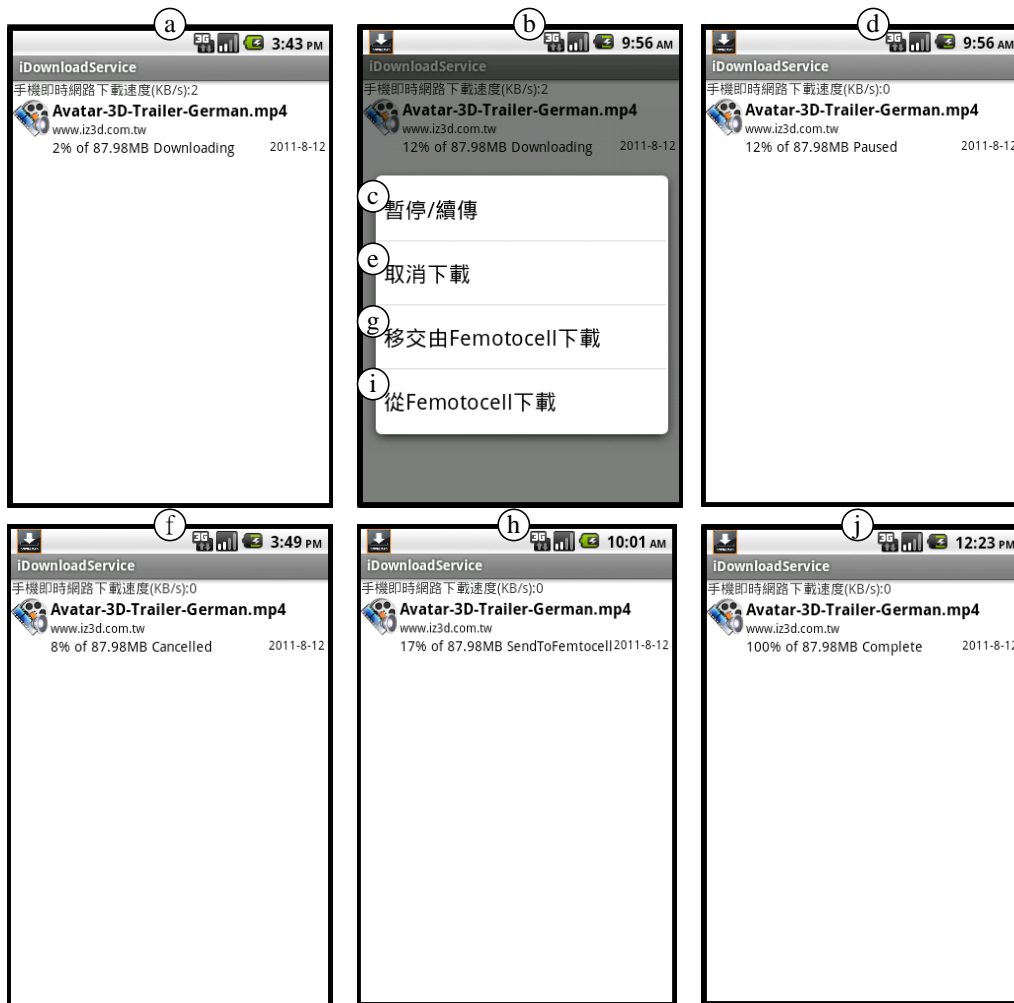 a
3G 3:43 PM
iDownloadService
手機即時網路下載速度(KB/s):2
Avatar-3D-Trailer-German.mp4
www.iz3d.com.tw
2% of 87.98MB Downloading 2011-8-12
b
3G 9:56 AM
iDownloadService
手機即時網路下載速度(KB/s):2
Avatar-3D-Trailer-German.mp4
www.iz3d.com.tw
12% of 87.98MB Downloading 2011-8-12
c
暫停/續傳
e
取消下載
g
移交由Femotocell下載
i
從Femotocell下載
d
3G 9:56 AM
iDownloadService
手機即時網路下載速度(KB/s):0
Avatar-3D-Trailer-German.mp4
www.iz3d.com.tw
12% of 87.98MB Paused 2011-8-12
f
3G 3:49 PM
iDownloadService
手機即時網路下載速度(KB/s):0
Avatar-3D-Trailer-German.mp4
www.iz3d.com.tw
8% of 87.98MB Cancelled 2011-8-12
h
3G 10:01 AM
iDownloadService
手機即時網路下載速度(KB/s):0
Avatar-3D-Trailer-German.mp4
www.iz3d.com.tw
17% of 87.98MB SendToFemtocell 2011-8-12
j
3G 12:23 PM
iDownloadService
手機即時網路下載速度(KB/s):0
Avatar-3D-Trailer-German.mp4
www.iz3d.com.tw
100% of 87.98MB Complete 2011-8-12